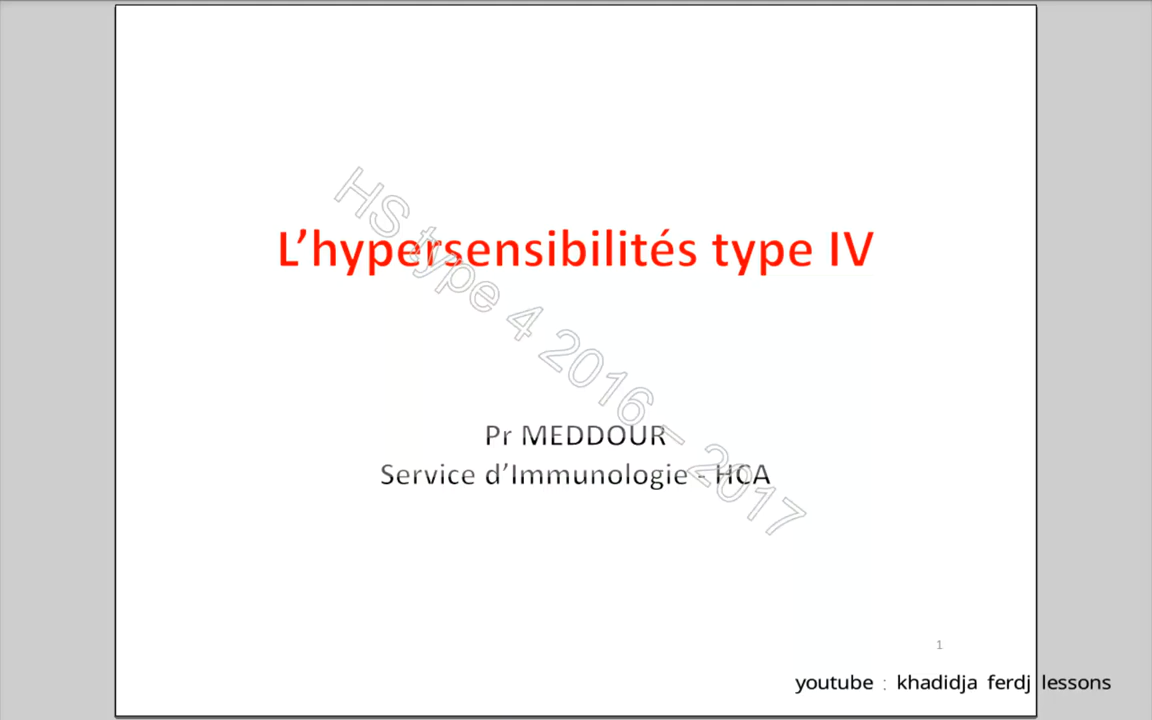 L’hypersensibilités type IV
HS type 4 2016 – 2017
Pr MEDDOUR
Service d’Immunologie - HCA
1
youtube : khadidja ferdj lessons